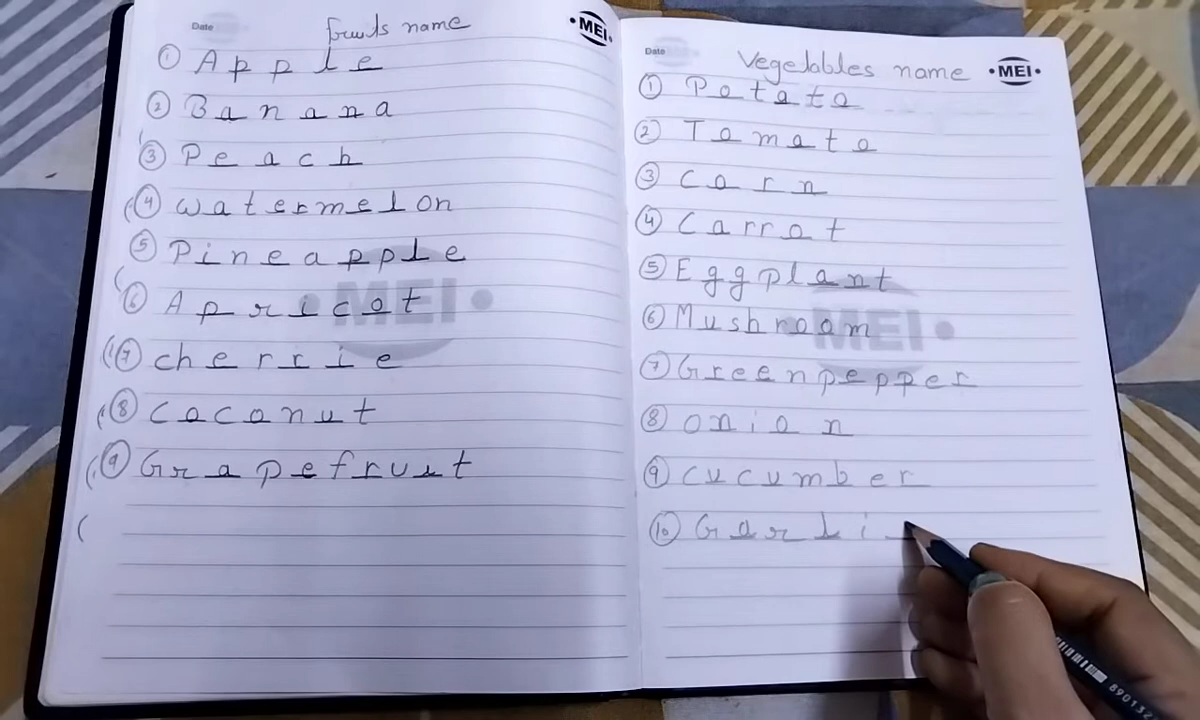 Date
fruits name
MEI
① Apple
② Banana
③ Peach
④ Watermelon
⑤ Pineapple
⑥ Apricot
⑦ cherrie
⑧ Coconut
⑨ Grapefruit
MEI
Date
Vegetables name
MEI
① Potato
② Tomato
③ Corn
④ Carrot
⑤ Eggplant
⑥ Mushroom
⑦ Greenpepper
⑧ Onion
⑨ Cucumber
⑩ Garli
MEI